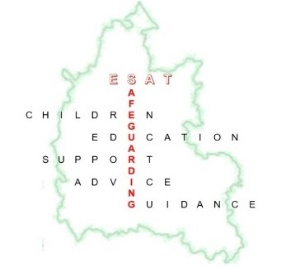 ESAT
SAFEGUARDING
CHILDREN
EDUCATION
SUPPORT
ADVICE
GUIDANCE